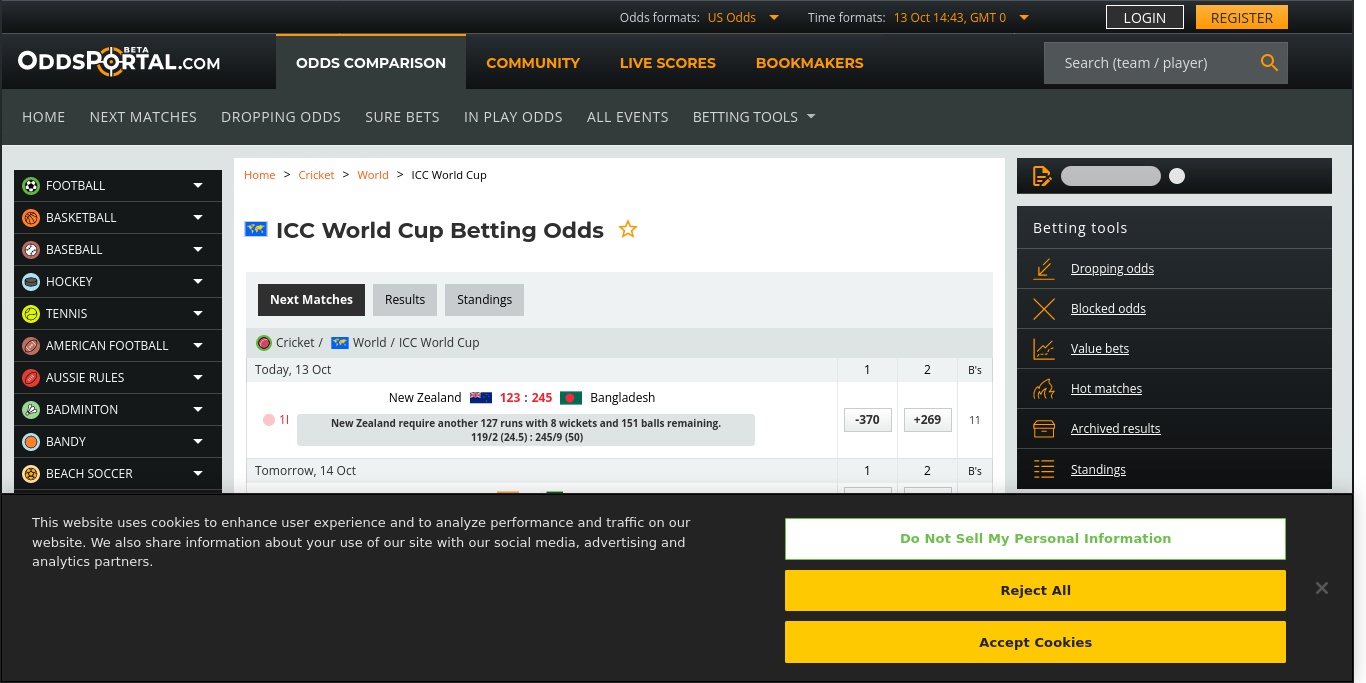 Odds formats: US Odds
Time formats: 13 Oct 14:43, GMT 0
LOGIN
REGISTER
ODDSPORTAL.COM
BETA
ODDS COMPARISON
COMMUNITY
LIVE SCORES
BOOKMAKERS
Search (team / player)
HOME
NEXT MATCHES
DROPPING ODDS
SURE BETS
IN PLAY ODDS
ALL EVENTS
BETTING TOOLS
FOOTBALL
BASKETBALL
BASEBALL
HOCKEY
TENNIS
AMERICAN FOOTBALL
AUSSIE RULES
BADMINTON
BANDY
BEACH SOCCER
Home > Cricket > World > ICC World Cup
ICC World Cup Betting Odds
Next Matches
Results
Standings
Cricket / World / ICC World Cup
Today, 13 Oct 1 2 B's
New Zealand 123 : 245 Bangladesh
1I
-370 +269 11
New Zealand require another 127 runs with 8 wickets and 151 balls remaining.
119/2 (24.5) : 245/9 (50)
Tomorrow, 14 Oct 1 2 B's
Betting tools
Dropping odds
Blocked odds
Value bets
Hot matches
Archived results
Standings
This website uses cookies to enhance user experience and to analyze performance and traffic on our
website. We also share information about your use of our site with our social media, advertising and
analytics partners.
Do Not Sell My Personal Information
Reject All
Accept Cookies